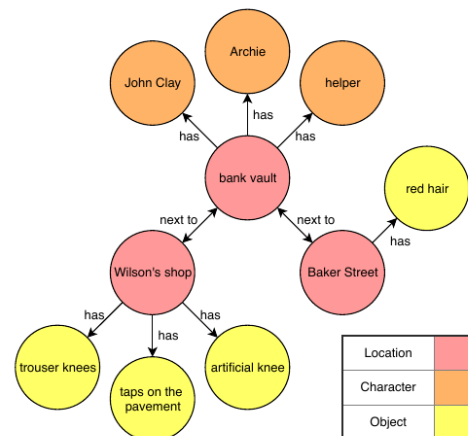 Archie
John Clay
helper
has
has
has
bank vault
red hair
next to
next to
has
Wilson's shop
Baker Street
has
has
has
trouser knees
taps on the
pavement
artificial knee
Location
Character
Object